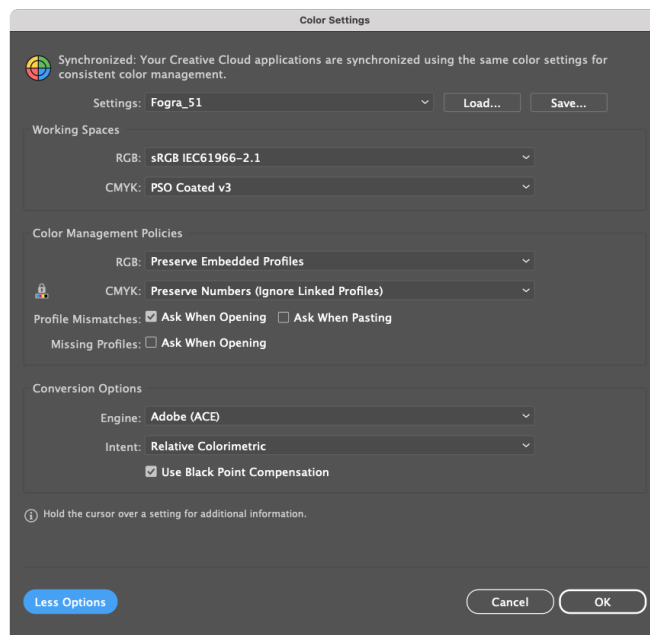 Color Settings
Synchronized: Your Creative Cloud applications are synchronized using the same color settings for
consistent color management.
Settings: Fogra_51 Load... Save...
Working Spaces
RGB: sRGB IEC61966-2.1
CMYK: PSO Coated v3
Color Management Policies
RGB: Preserve Embedded Profiles
CMYK: Preserve Numbers (Ignore Linked Profiles)
Profile Mismatches: Ask When Opening Ask When Pasting
Missing Profiles: Ask When Opening
Conversion Options
Engine: Adobe (ACE)
Intent: Relative Colorimetric
Use Black Point Compensation
Hold the cursor over a setting for additional information.
Less Options Cancel OK